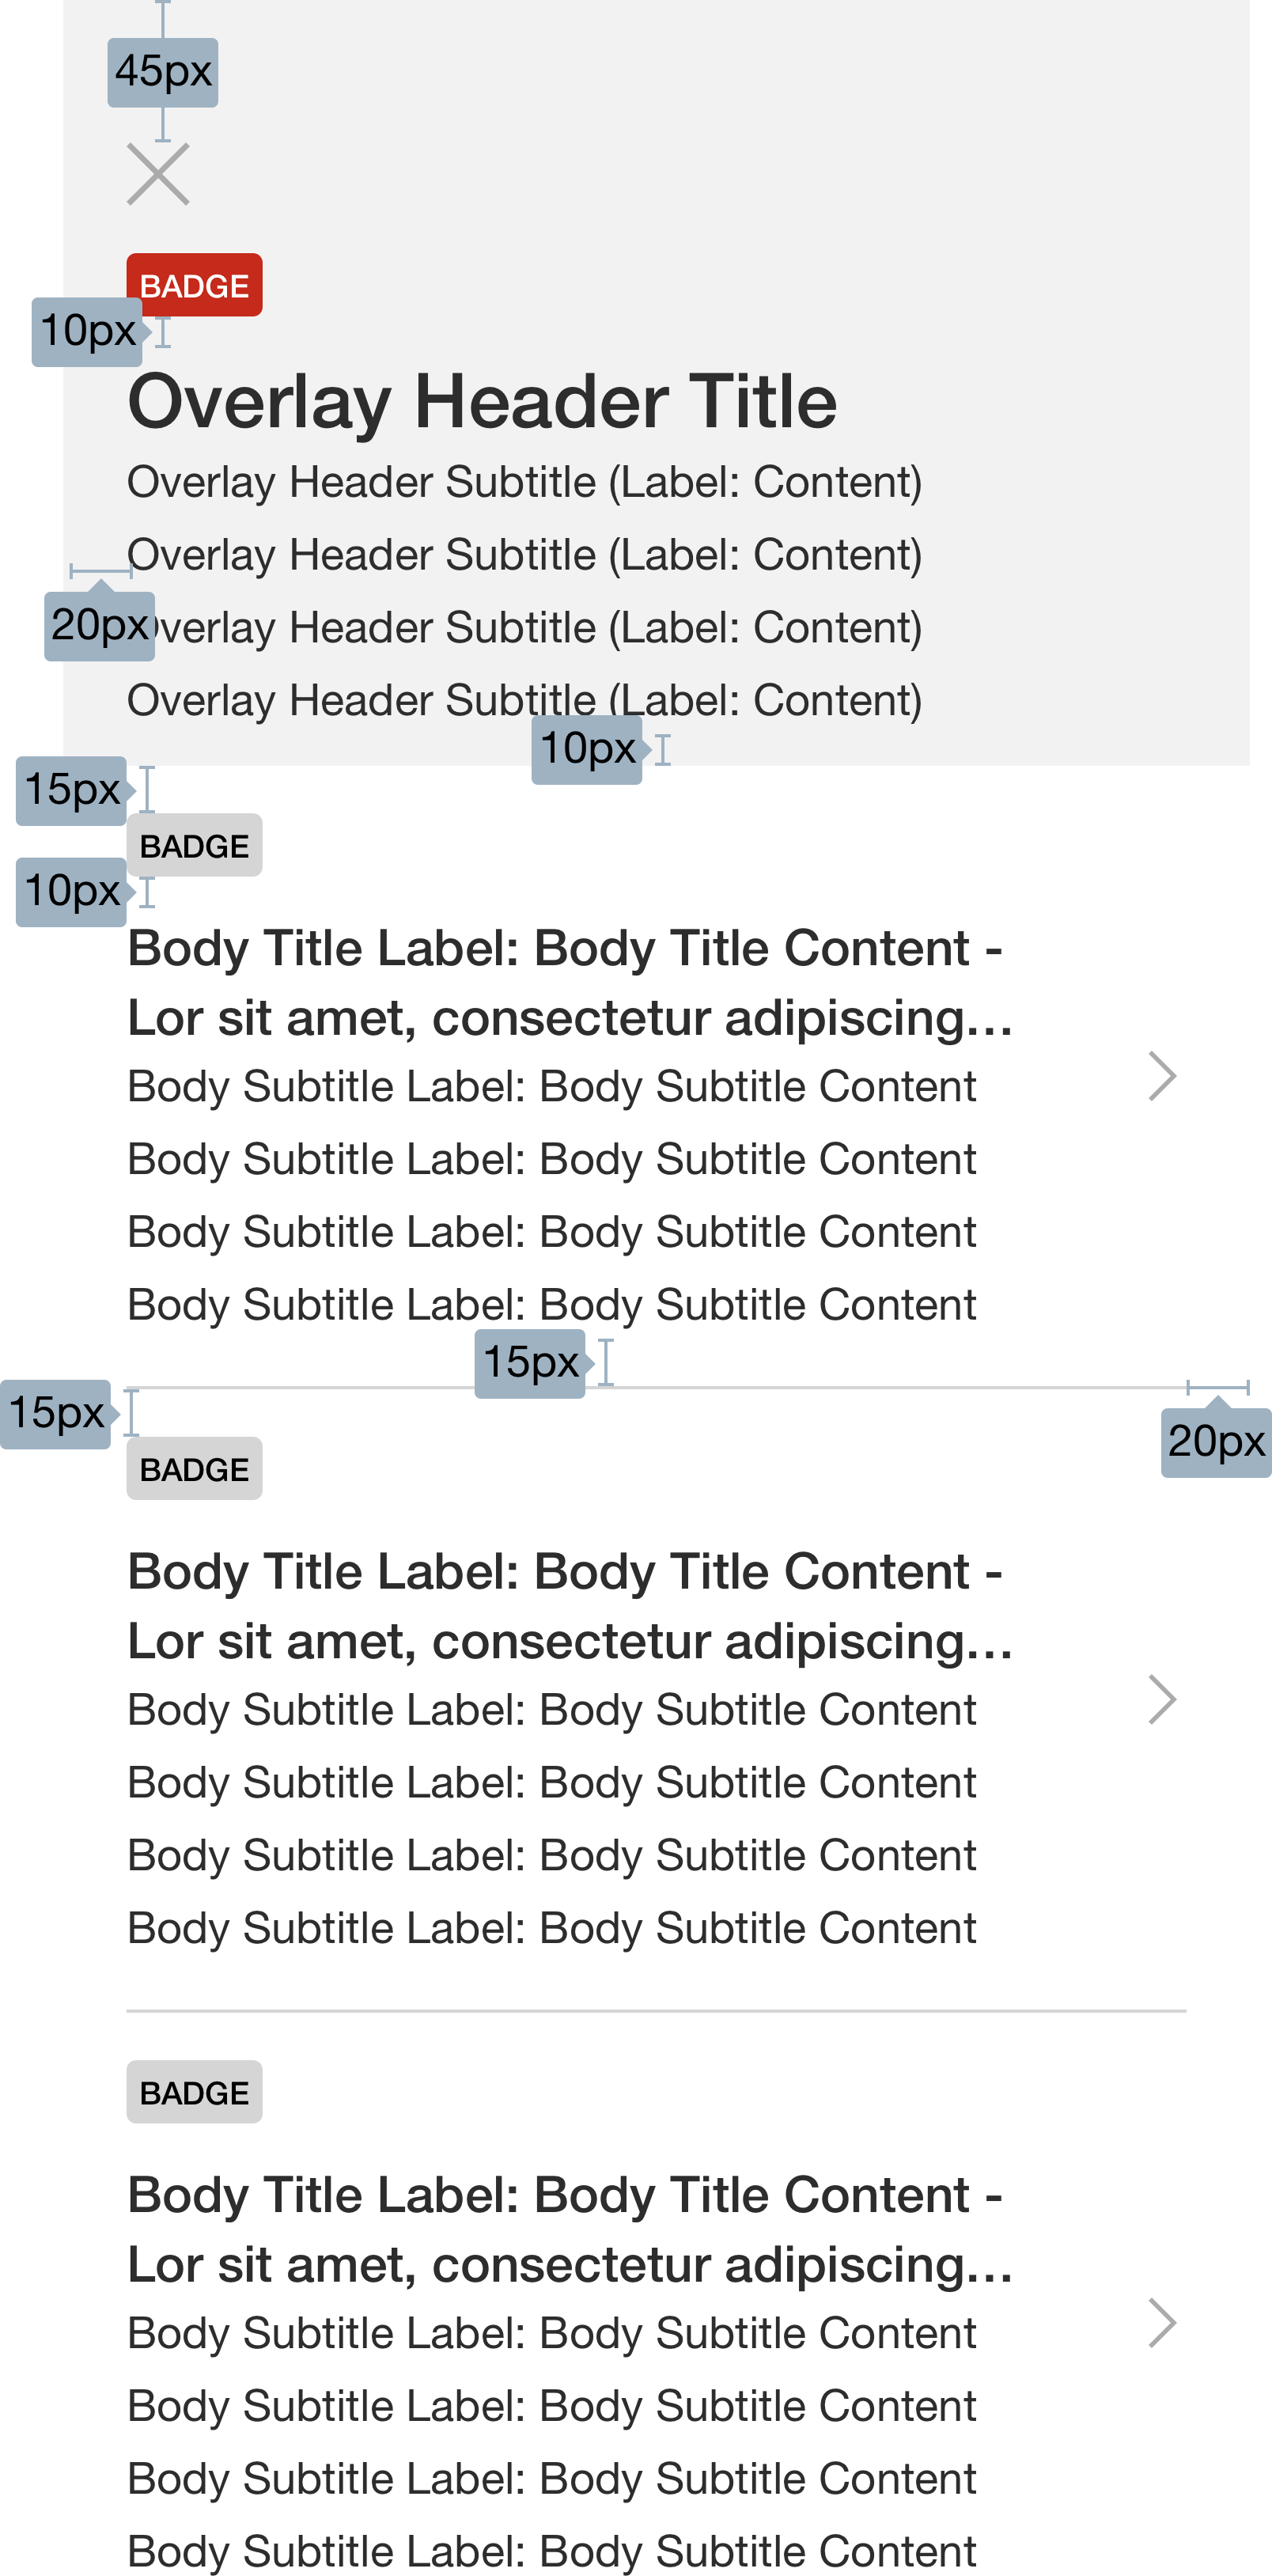 45px
BADGE
10px
Overlay Header Title
Overlay Header Subtitle (Label: Content)
Overlay Header Subtitle (Label: Content)
20px
verlay Header Subtitle (Label: Content)
Overlay Header Subtitle (Label: Content)
10px
15px
BADGE
10px
Body Title Label: Body Title Content -
Lor sit amet, consectetur adipiscing...
Body Subtitle Label: Body Subtitle Content
Body Subtitle Label: Body Subtitle Content
Body Subtitle Label: Body Subtitle Content
Body Subtitle Label: Body Subtitle Content
15px
15px
20px
BADGE
Body Title Label: Body Title Content -
Lor sit amet, consectetur adipiscing...
Body Subtitle Label: Body Subtitle Content
Body Subtitle Label: Body Subtitle Content
Body Subtitle Label: Body Subtitle Content
Body Subtitle Label: Body Subtitle Content
BADGE
Body Title Label: Body Title Content -
Lor sit amet, consectetur adipiscing...
Body Subtitle Label: Body Subtitle Content
Body Subtitle Label: Body Subtitle Content
Body Subtitle Label: Body Subtitle Content
Body Subtitle Label: Body Subtitle Content